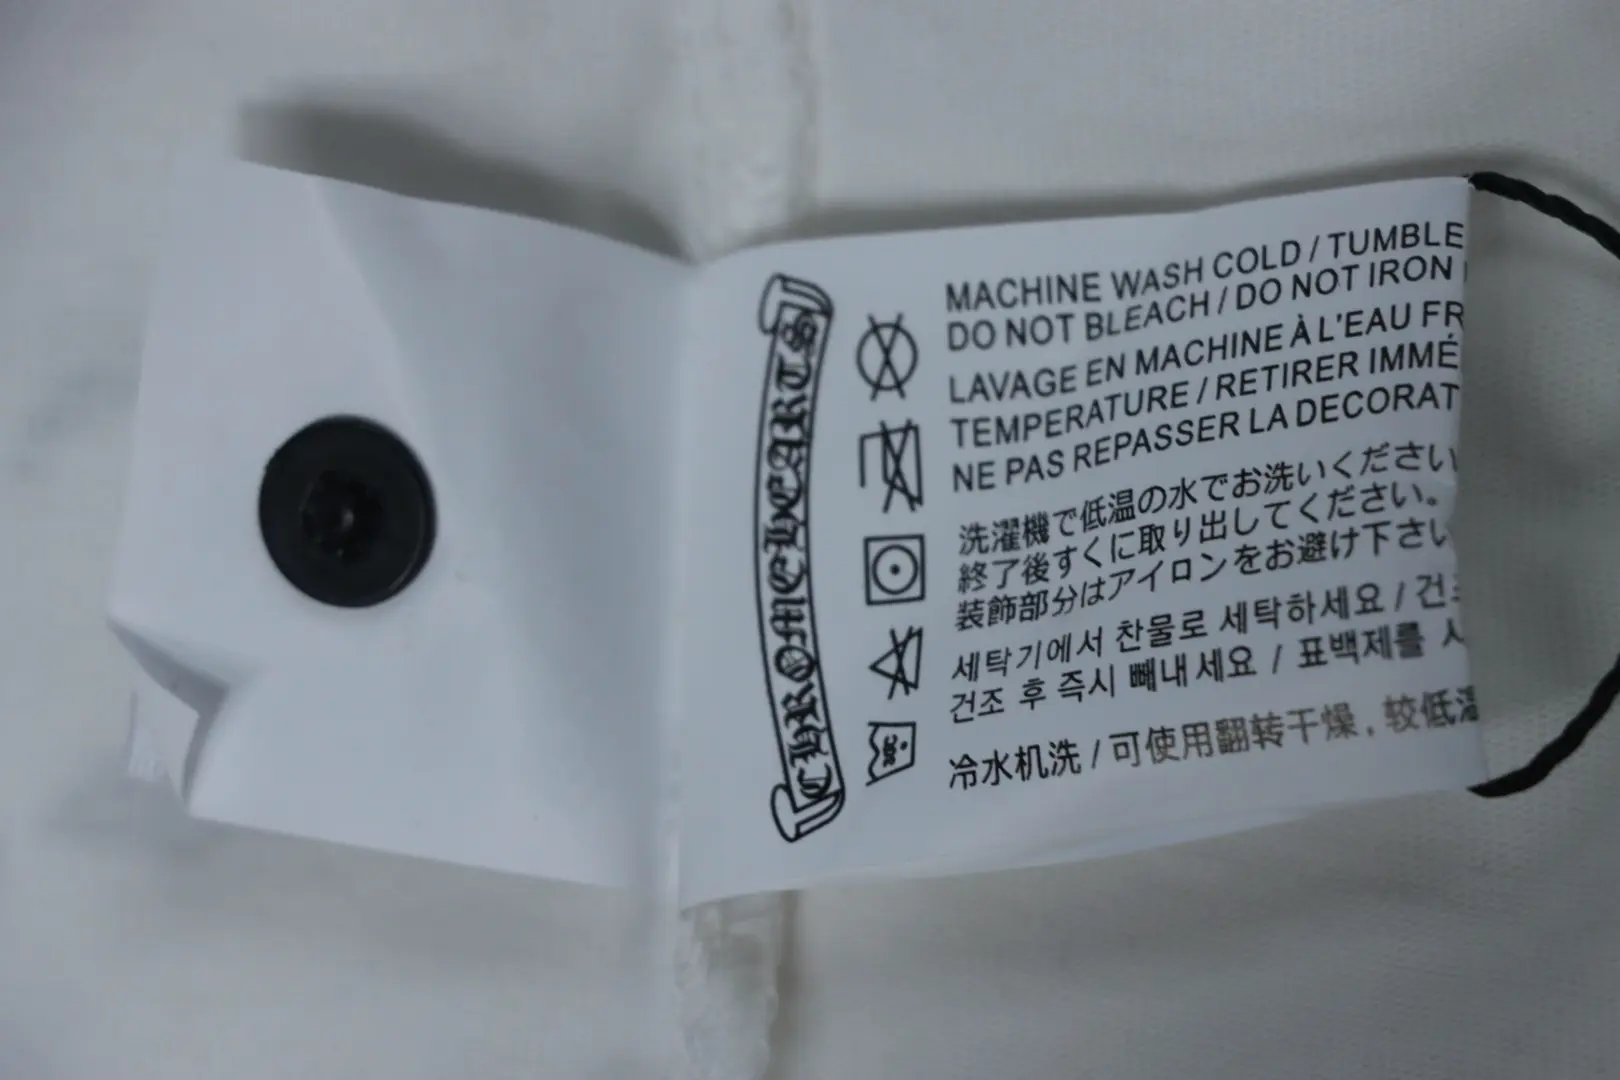 CHROME HEARTS
MACHINE WASH COLD / TUMBLE
DO NOT BLEACH / DO NOT IRON
LAVAGE EN MACHINE À L'EAU FR
TEMPERATURE / RETIRER IMMÉ
NE PAS REPASSER LA DECORAT
洗濯機で低温の水でお洗いください
終了後すぐに取り出してください。
装飾部分はアイロンをお避け下さい
세탁기에서 찬물로 세탁하세요 / 건조
건조 후 즉시 빼내세요 / 표백제를 사
冷水机洗 / 可使用翻转干燥，较低温
30